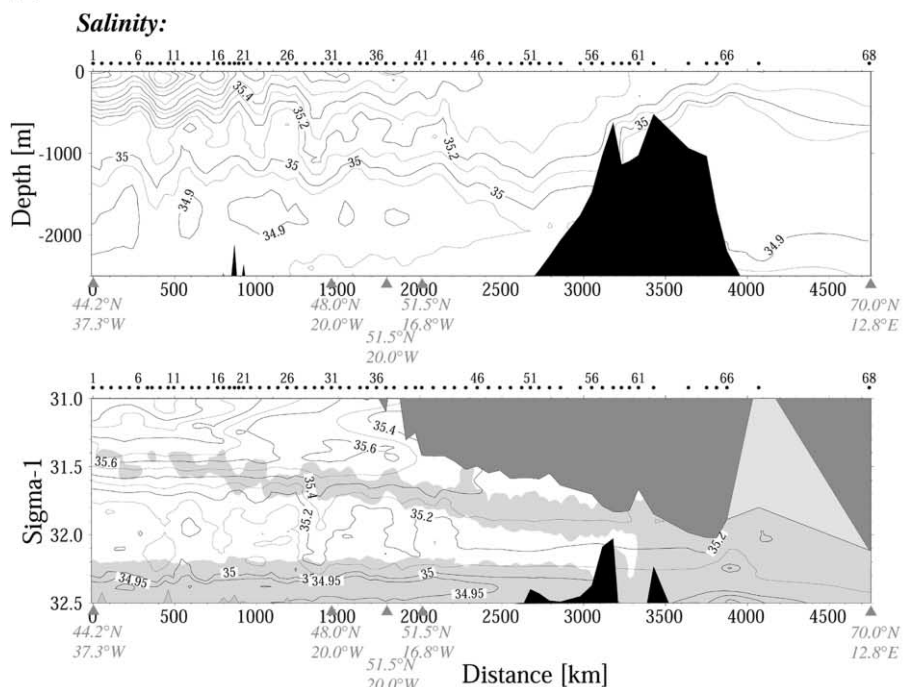 Salinity:
1 6 9 11 16 21 26 31 36 41 46 51 56 58 61 66 68
0
-1000
-2000
Depth [m]
35.4
35.2
35.2
35
35
35
35
35
34.9
34.9
34.9
0 500 1000 1500 2000 2500 3000 3500 4000 4500
44.2°N
37.3°W
48.0°N
20.0°W
51.5°N
16.8°W
51.5°N
20.0°W
70.0°N
12.8°E
1 6 9 11 16 21 26 31 36 41 46 51 56 58 61 66 68
31.0
31.5
32.0
32.5
Sigma-1
35.4
35.6
35.6
35.4
35.2
35.2
35.2
35
35
34.95
34.95
34.95
0 500 1000 1500 2000 2500 3000 3500 4000 4500
44.2°N
37.3°W
48.0°N
20.0°W
51.5°N
16.8°W
51.5°N
20.0°W
70.0°N
12.8°E
Distance [km]